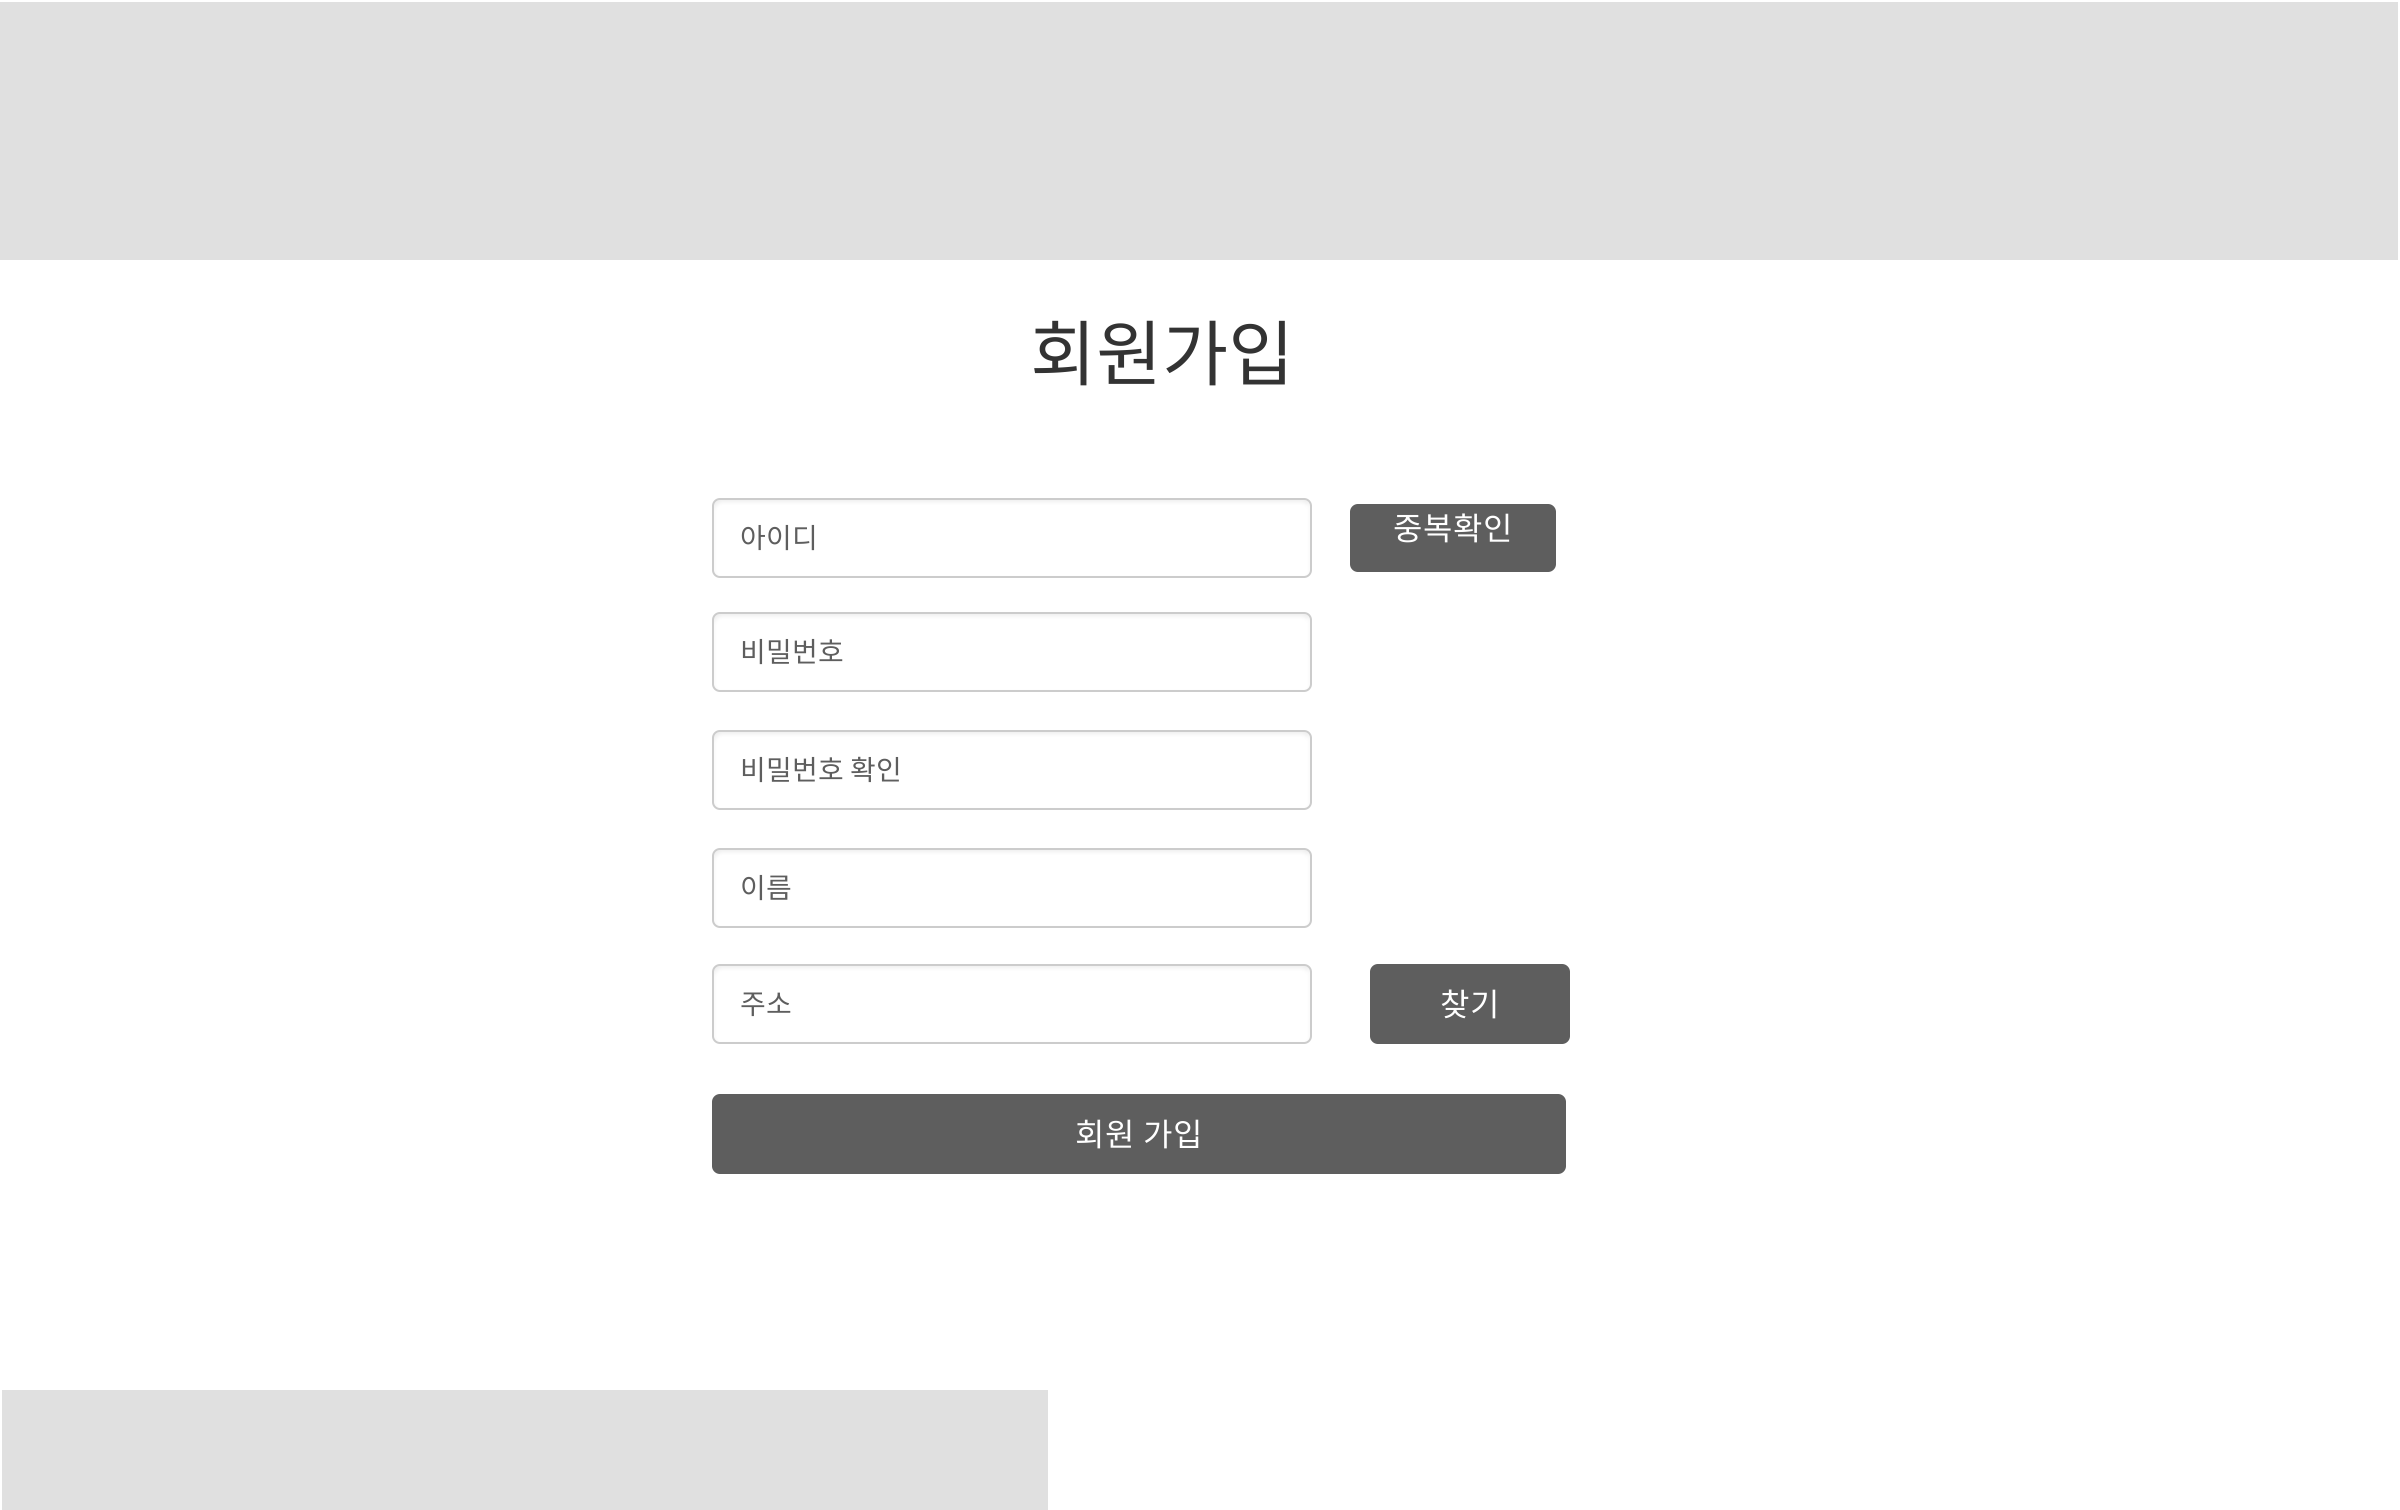 회원가입
아이디
중복확인
비밀번호
비밀번호 확인
이름
주소
찾기
회원 가입